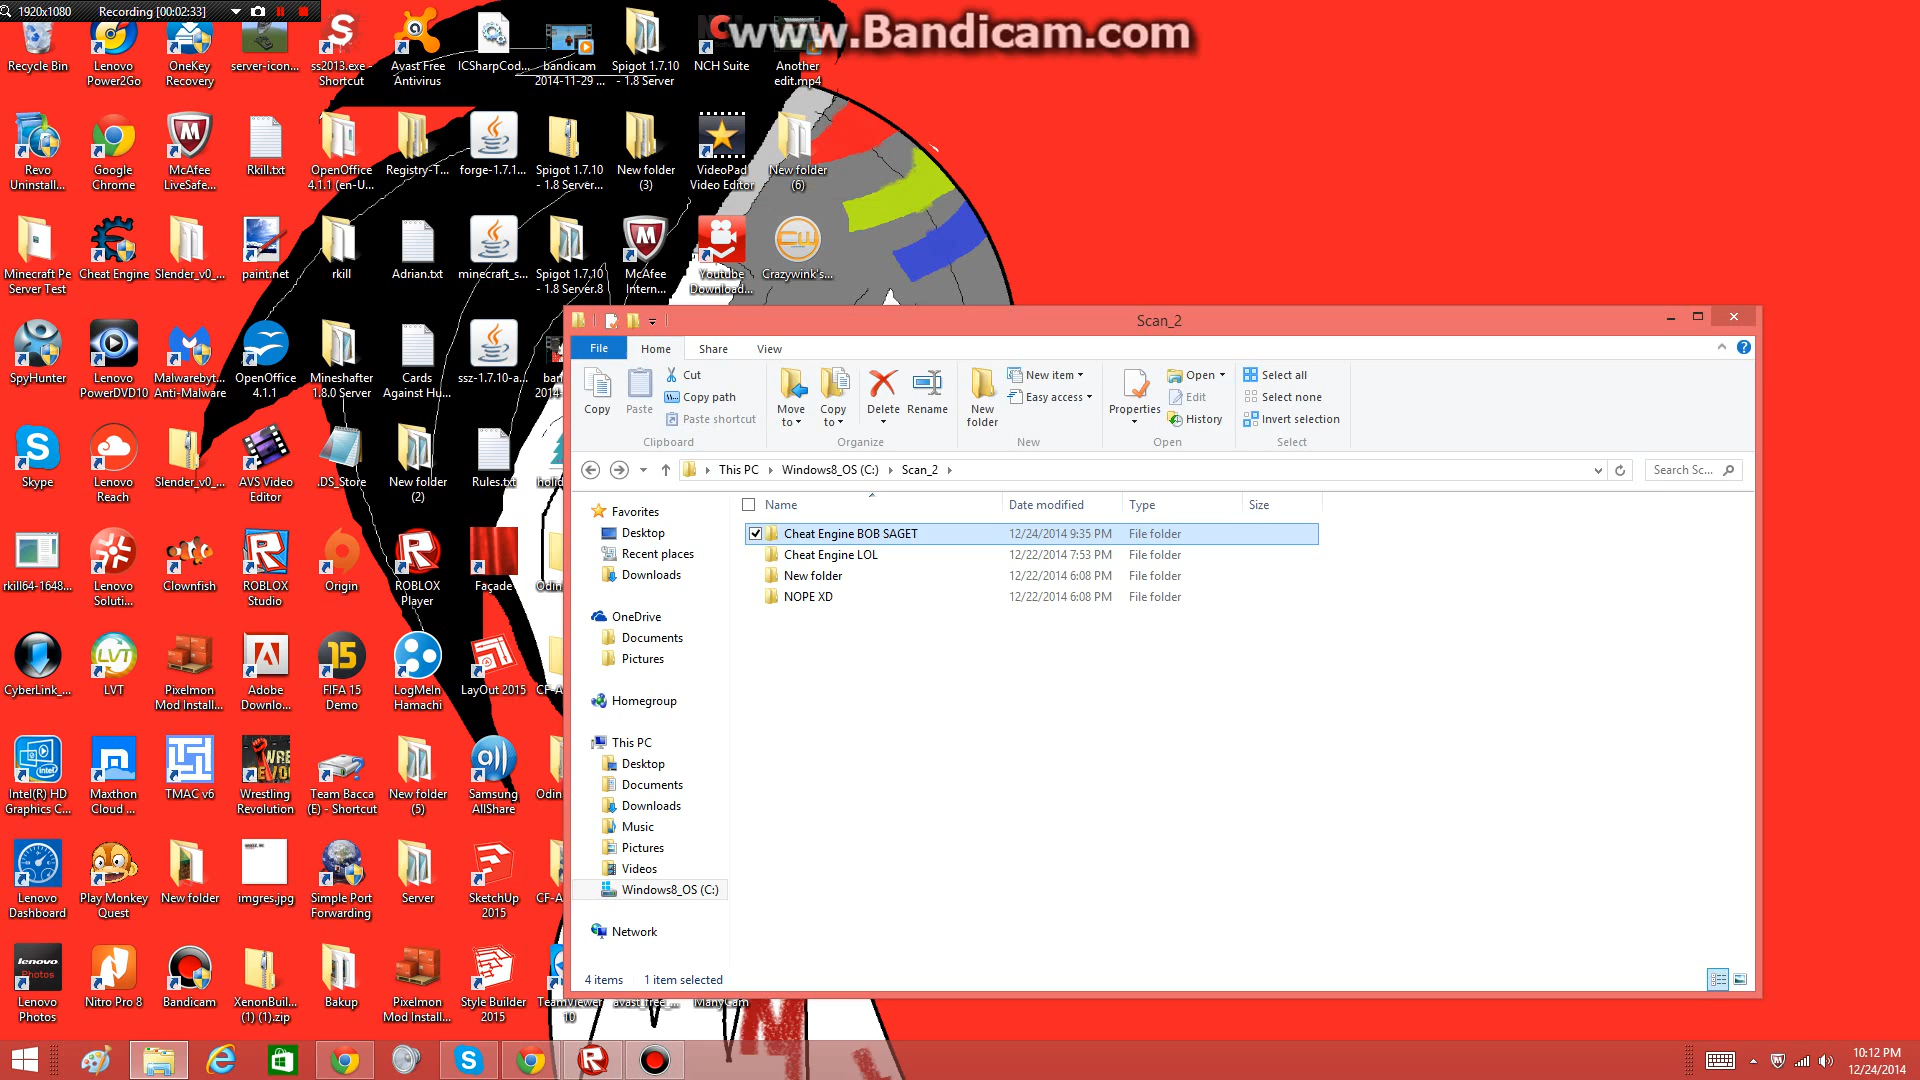 1920x1080 Recording [00:02:33]
www.Bandicam.com
Recycle Bin
Lenovo Power2Go
OneKey Recovery
server-icon...
ss2013.exe - Shortcut
Avast Free Antivirus
ICSharpCod...
bandicam 2014-11-29 ...
Spigot 1.7.10 - 1.8 Server
NCH Suite
Another edit.mp4
Revo Uninstall...
Google Chrome
McAfee LiveSafe...
Rkill.txt
OpenOffice 4.1.1 (en-U...
Registry-T...
forge-1.7.1...
Spigot 1.7.10 - 1.8 Server...
New folder (3)
VideoPad Video Editor
New folder (6)
Minecraft Pe Server Test
Cheat Engine
Slender_v0_...
paint.net
rkill
Adrian.txt
minecraft_s...
Spigot 1.7.10 - 1.8 Server.8
McAfee Intern...
Youtube Download...
Crazywink's...
SpyHunter
Lenovo PowerDVD10
Malwarebyt... Anti-Malware
OpenOffice 4.1.1
Mineshafter 1.8.0 Server
Cards Against Hu...
ssz-1.7.10-a...
Skype
Lenovo Reach
Slender_v0_...
AVS Video Editor
.DS_Store
New folder (2)
Rules.txt
rkill64-1648...
Lenovo Soluti...
Clownfish
ROBLOX Studio
Origin
ROBLOX Player
Façade
CyberLink_...
LVT
Pixelmon Mod Install...
Adobe Downlo...
FIFA 15 Demo
LogMeIn Hamachi
LayOut 2015
Intel(R) HD Graphics C...
Maxthon Cloud ...
TMAC v6
Wrestling Revolution
Team Bacca (E) - Shortcut
New folder (5)
Samsung AllShare
Lenovo Dashboard
Play Monkey Quest
New folder
imgres.jpg
Simple Port Forwarding
Server
SketchUp 2015
Lenovo Photos
Nitro Pro 8
Bandicam
XenonBuil... (1) (1).zip
Bakup
Pixelmon Mod Install...
Style Builder 2015
TeamViewer 10
avast_free_...
ManyCam
Scan_2
File Home Share View
Copy
Paste
Cut
Copy path
Paste shortcut
Clipboard
Move to
Copy to
Delete
Rename
Organize
New folder
New item
Easy access
New
Properties
Open
Edit
History
Open
Select all
Select none
Invert selection
Select
This PC Windows8_OS (C:) Scan_2
Search Sc...
Name Date modified Type Size
Cheat Engine BOB SAGET 12/24/2014 9:35 PM File folder
Cheat Engine LOL 12/22/2014 7:53 PM File folder
New folder 12/22/2014 6:08 PM File folder
NOPE XD 12/22/2014 6:08 PM File folder
Favorites
Desktop
Recent places
Downloads
OneDrive
Documents
Pictures
Homegroup
This PC
Desktop
Documents
Downloads
Music
Pictures
Videos
Windows8_OS (C:)
Network
4 items 1 item selected
10:12 PM
12/24/2014